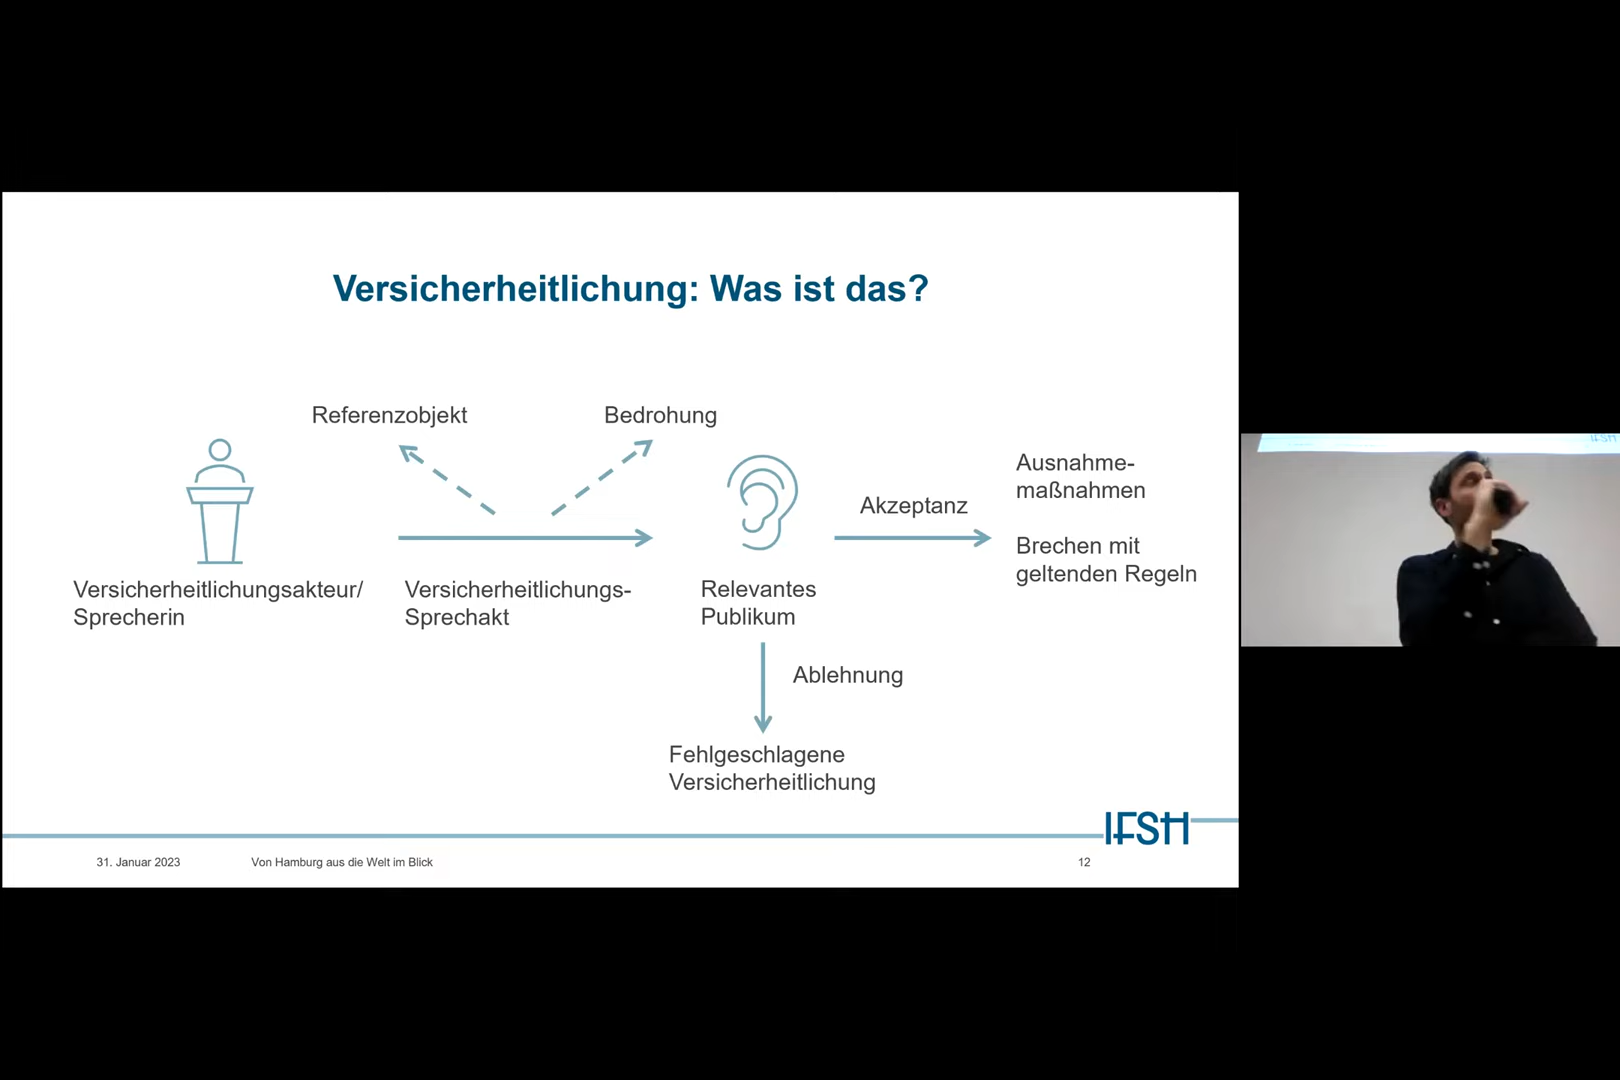 Versicherheitlichung: Was ist das?
Referenzobjekt
Bedrohung
Versicherheitlichungsakteur/
Sprecherin
Versicherheitlichungs-
Sprechakt
Relevantes
Publikum
Akzeptanz
Ausnahme-
maßnahmen
Brechen mit
geltenden Regeln
Ablehnung
Fehlgeschlagene
Versicherheitlichung
IFSH
31. Januar 2023
Von Hamburg aus die Welt im Blick
12
IFSH